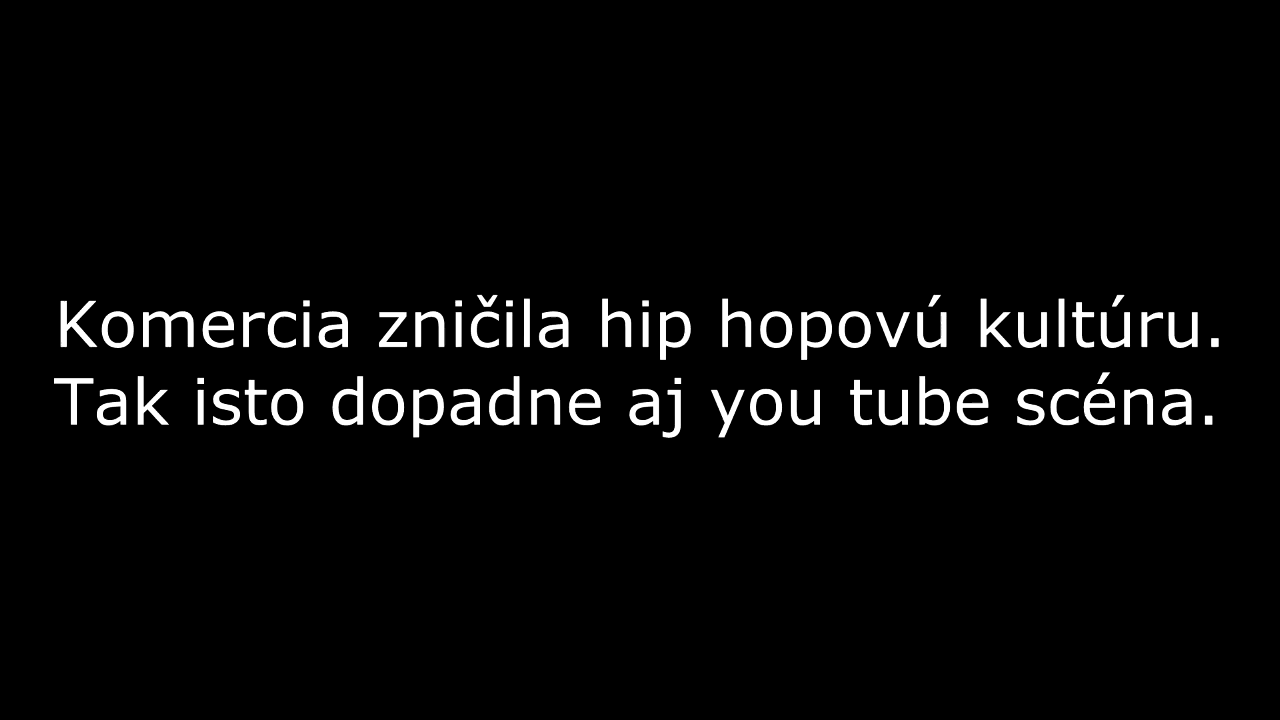 Komercia zničila hip hopovú kultúru.
Tak isto dopadne aj you tube scéna.